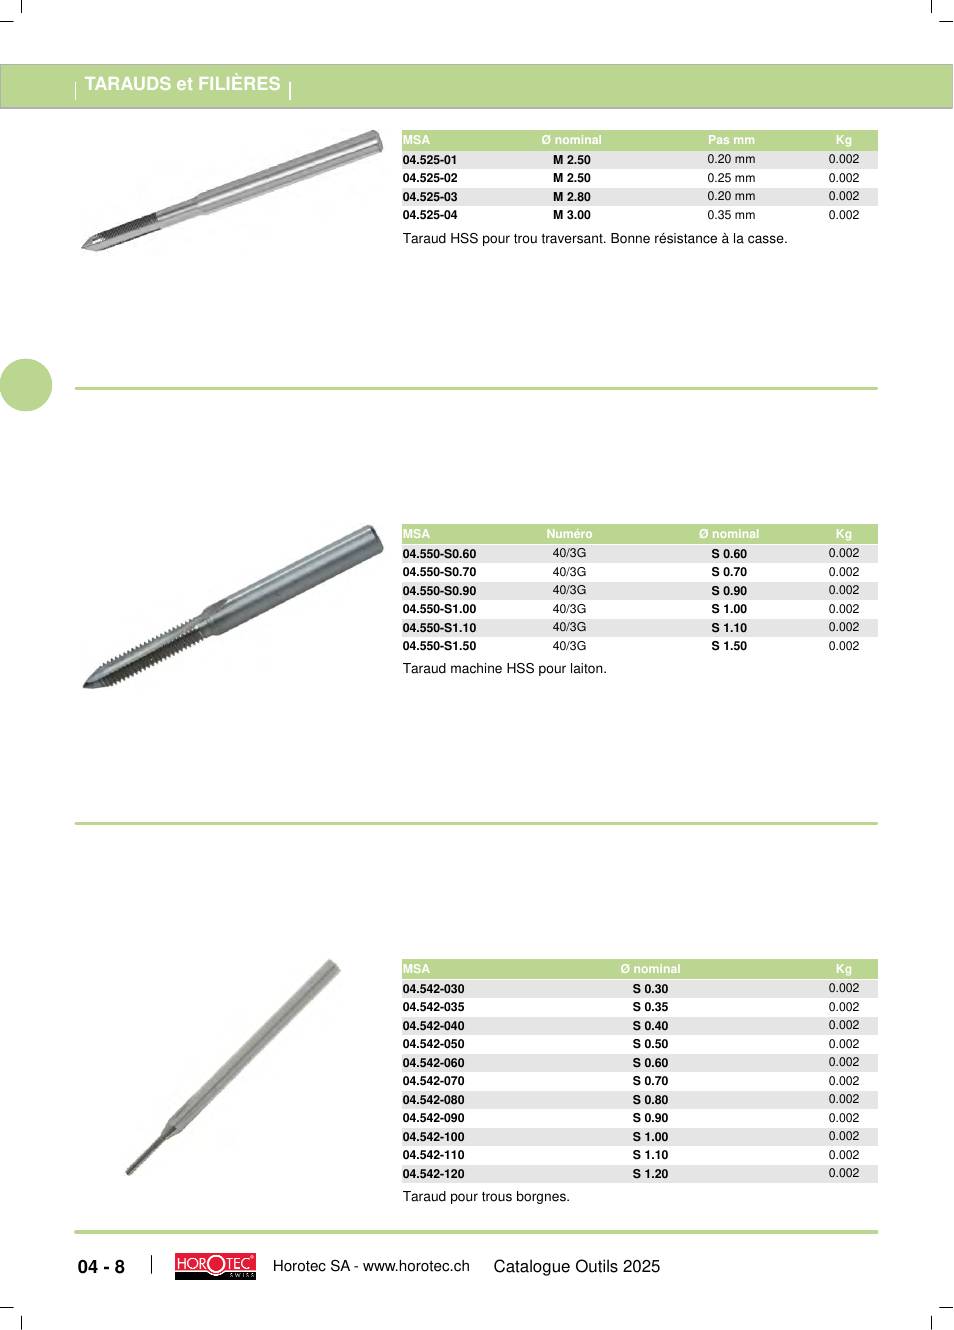 TARAUDS et FILIÈRES
MSA Ø nominal Pas mm Kg
04.525-01 M 2.50 0.20 mm 0.002
04.525-02 M 2.50 0.25 mm 0.002
04.525-03 M 2.80 0.20 mm 0.002
04.525-04 M 3.00 0.35 mm 0.002
Taraud HSS pour trou traversant. Bonne résistance à la casse.
MSA Numéro Ø nominal Kg
04.550-S0.60 40/3G S 0.60 0.002
04.550-S0.70 40/3G S 0.70 0.002
04.550-S0.90 40/3G S 0.90 0.002
04.550-S1.00 40/3G S 1.00 0.002
04.550-S1.10 40/3G S 1.10 0.002
04.550-S1.50 40/3G S 1.50 0.002
Taraud machine HSS pour laiton.
MSA Ø nominal Kg
04.542-030 S 0.30 0.002
04.542-035 S 0.35 0.002
04.542-040 S 0.40 0.002
04.542-050 S 0.50 0.002
04.542-060 S 0.60 0.002
04.542-070 S 0.70 0.002
04.542-080 S 0.80 0.002
04.542-090 S 0.90 0.002
04.542-100 S 1.00 0.002
04.542-110 S 1.10 0.002
04.542-120 S 1.20 0.002
Taraud pour trous borgnes.
04 - 8 HOROTEC® SWISS Horotec SA - www.horotec.ch Catalogue Outils 2025